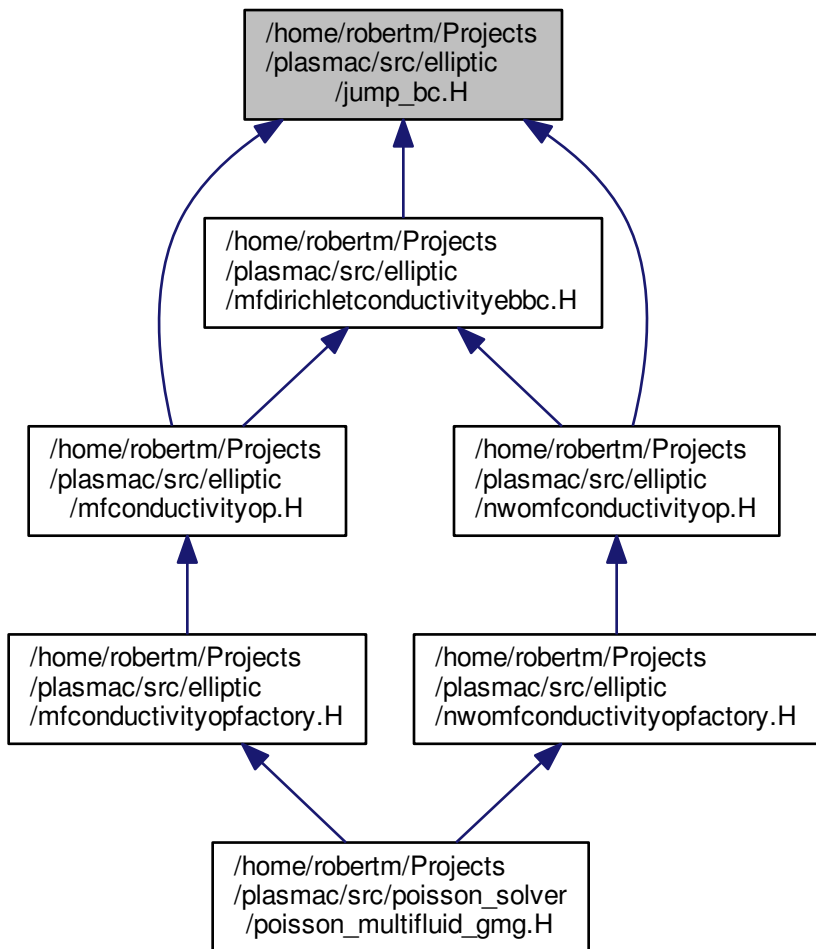 /home/robertm/Projects
/plasmac/src/elliptic
/jump_bc.H
/home/robertm/Projects
/plasmac/src/elliptic
/mfdirichletconductivityebbc.H
/home/robertm/Projects
/plasmac/src/elliptic
/mfconductivityop.H
/home/robertm/Projects
/plasmac/src/elliptic
/nwomfconductivityop.H
/home/robertm/Projects
/plasmac/src/elliptic
/mfconductivityopfactory.H
/home/robertm/Projects
/plasmac/src/elliptic
/nwomfconductivityopfactory.H
/home/robertm/Projects
/plasmac/src/poisson_solver
/poisson_multifluid_gmg.H